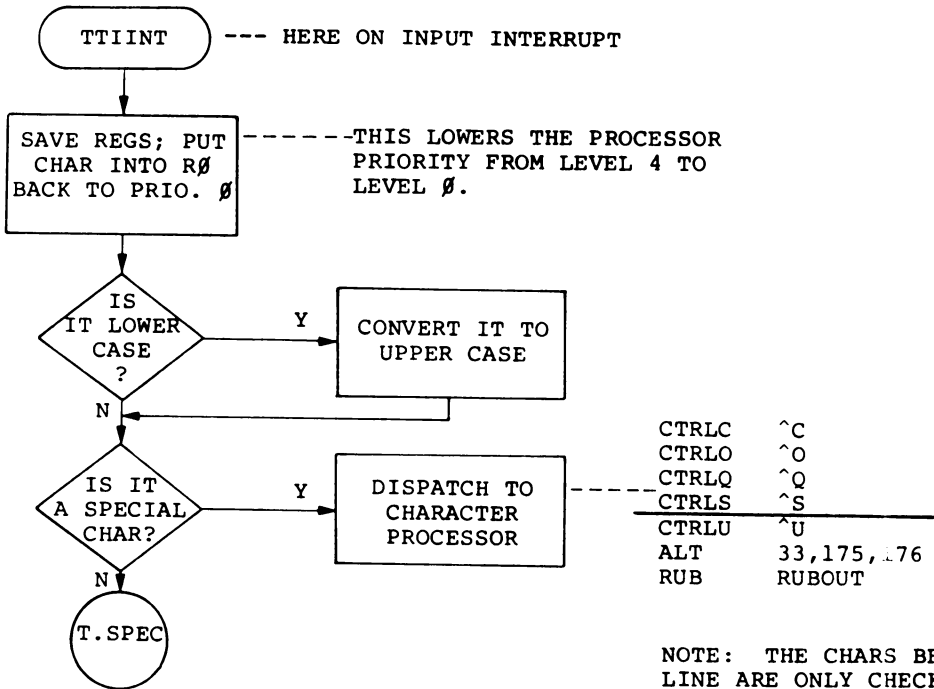 TTIINT --- HERE ON INPUT INTERRUPT
SAVE REGS; PUT
CHAR INTO RØ
BACK TO PRIO. Ø
THIS LOWERS THE PROCESSOR
PRIORITY FROM LEVEL 4 TO
LEVEL Ø.
IS
IT LOWER
CASE
?
Y
CONVERT IT TO
UPPER CASE
N
IS IT
A SPECIAL
CHAR?
Y
DISPATCH TO
CHARACTER
PROCESSOR
CTRLC ^C
CTRLO ^O
CTRLQ ^Q
CTRLS ^S
CTRLU ^U
ALT 33,175,176
RUB RUBOUT
N
T.SPEC
NOTE: THE CHARS BE
LINE ARE ONLY CHECK